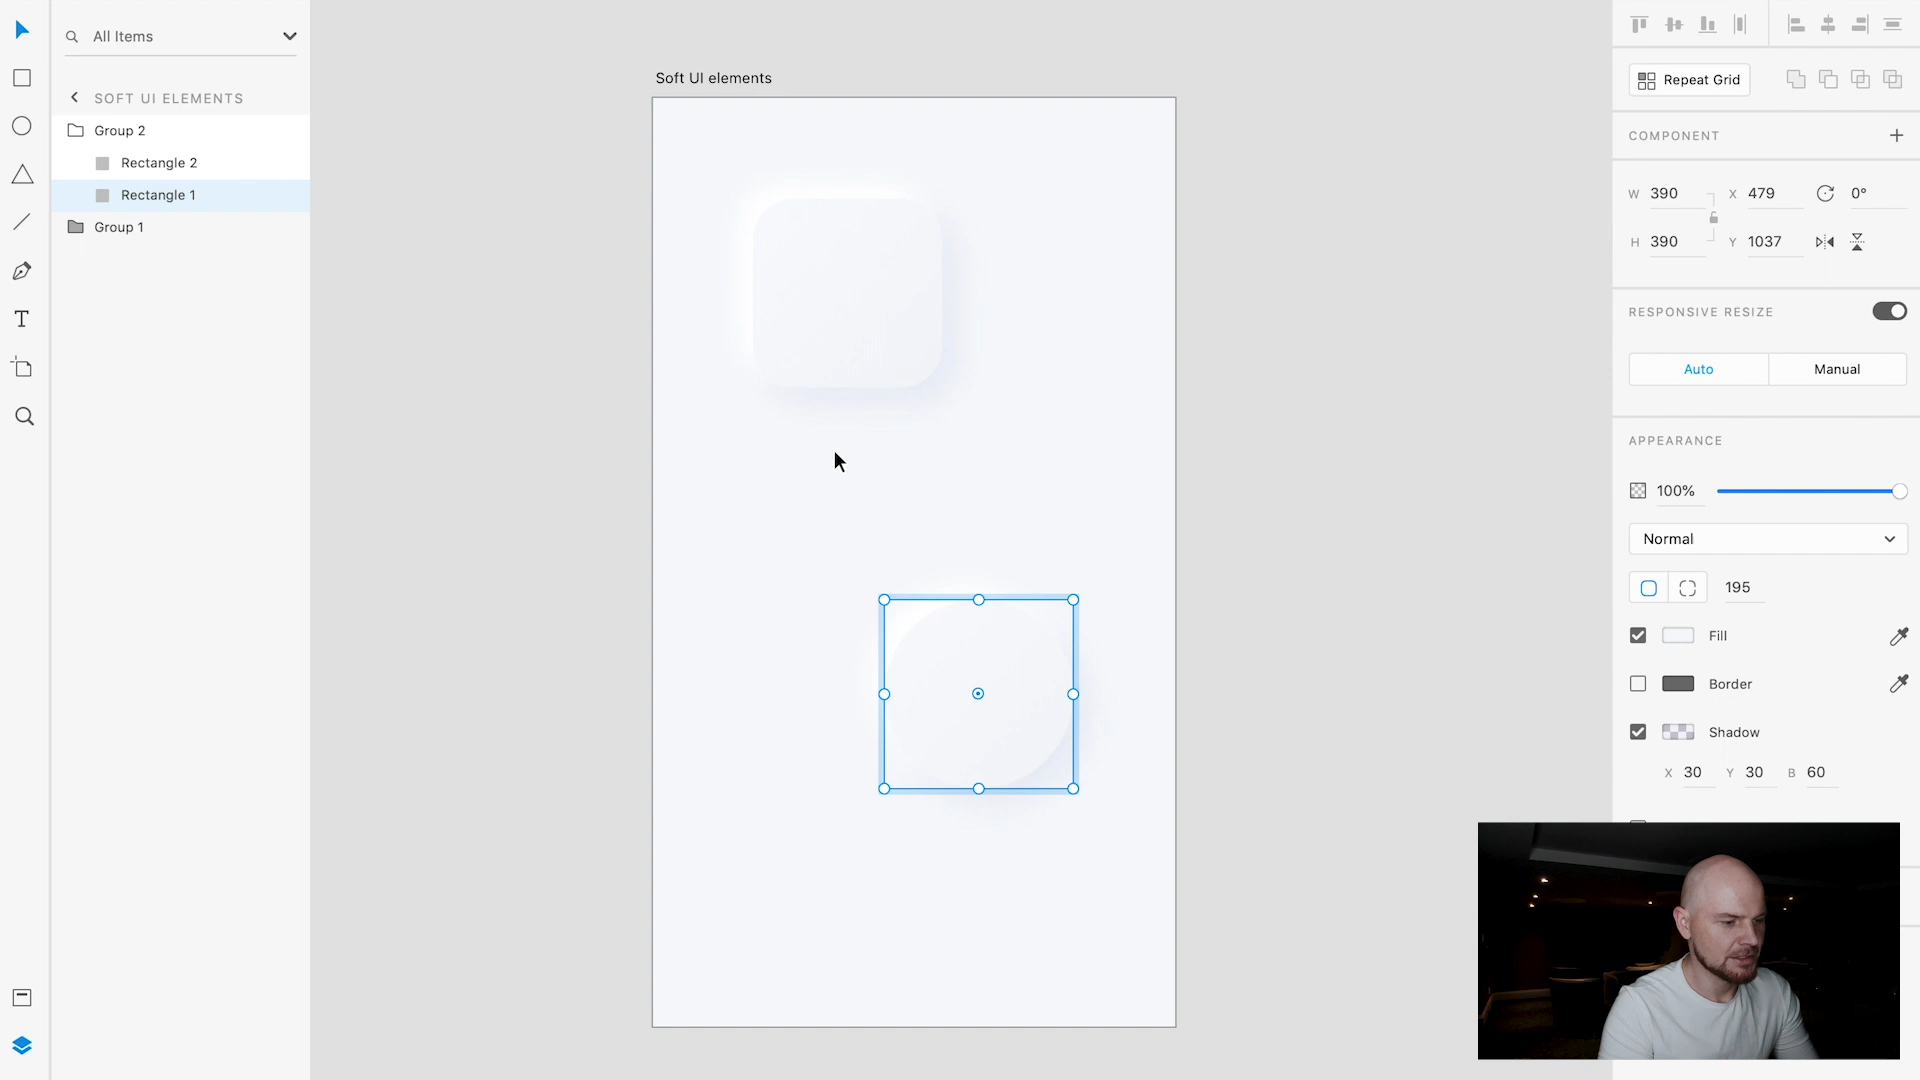 All Items
SOFT UI ELEMENTS
Group 2
Rectangle 2
Rectangle 1
Group 1
T
Soft UI elements
Repeat Grid
COMPONENT
W 390 X 479 0°
H 390 Y 1037
RESPONSIVE RESIZE
Auto Manual
APPEARANCE
100%
Normal
195
Fill
Border
Shadow
X 30 Y 30 B 60